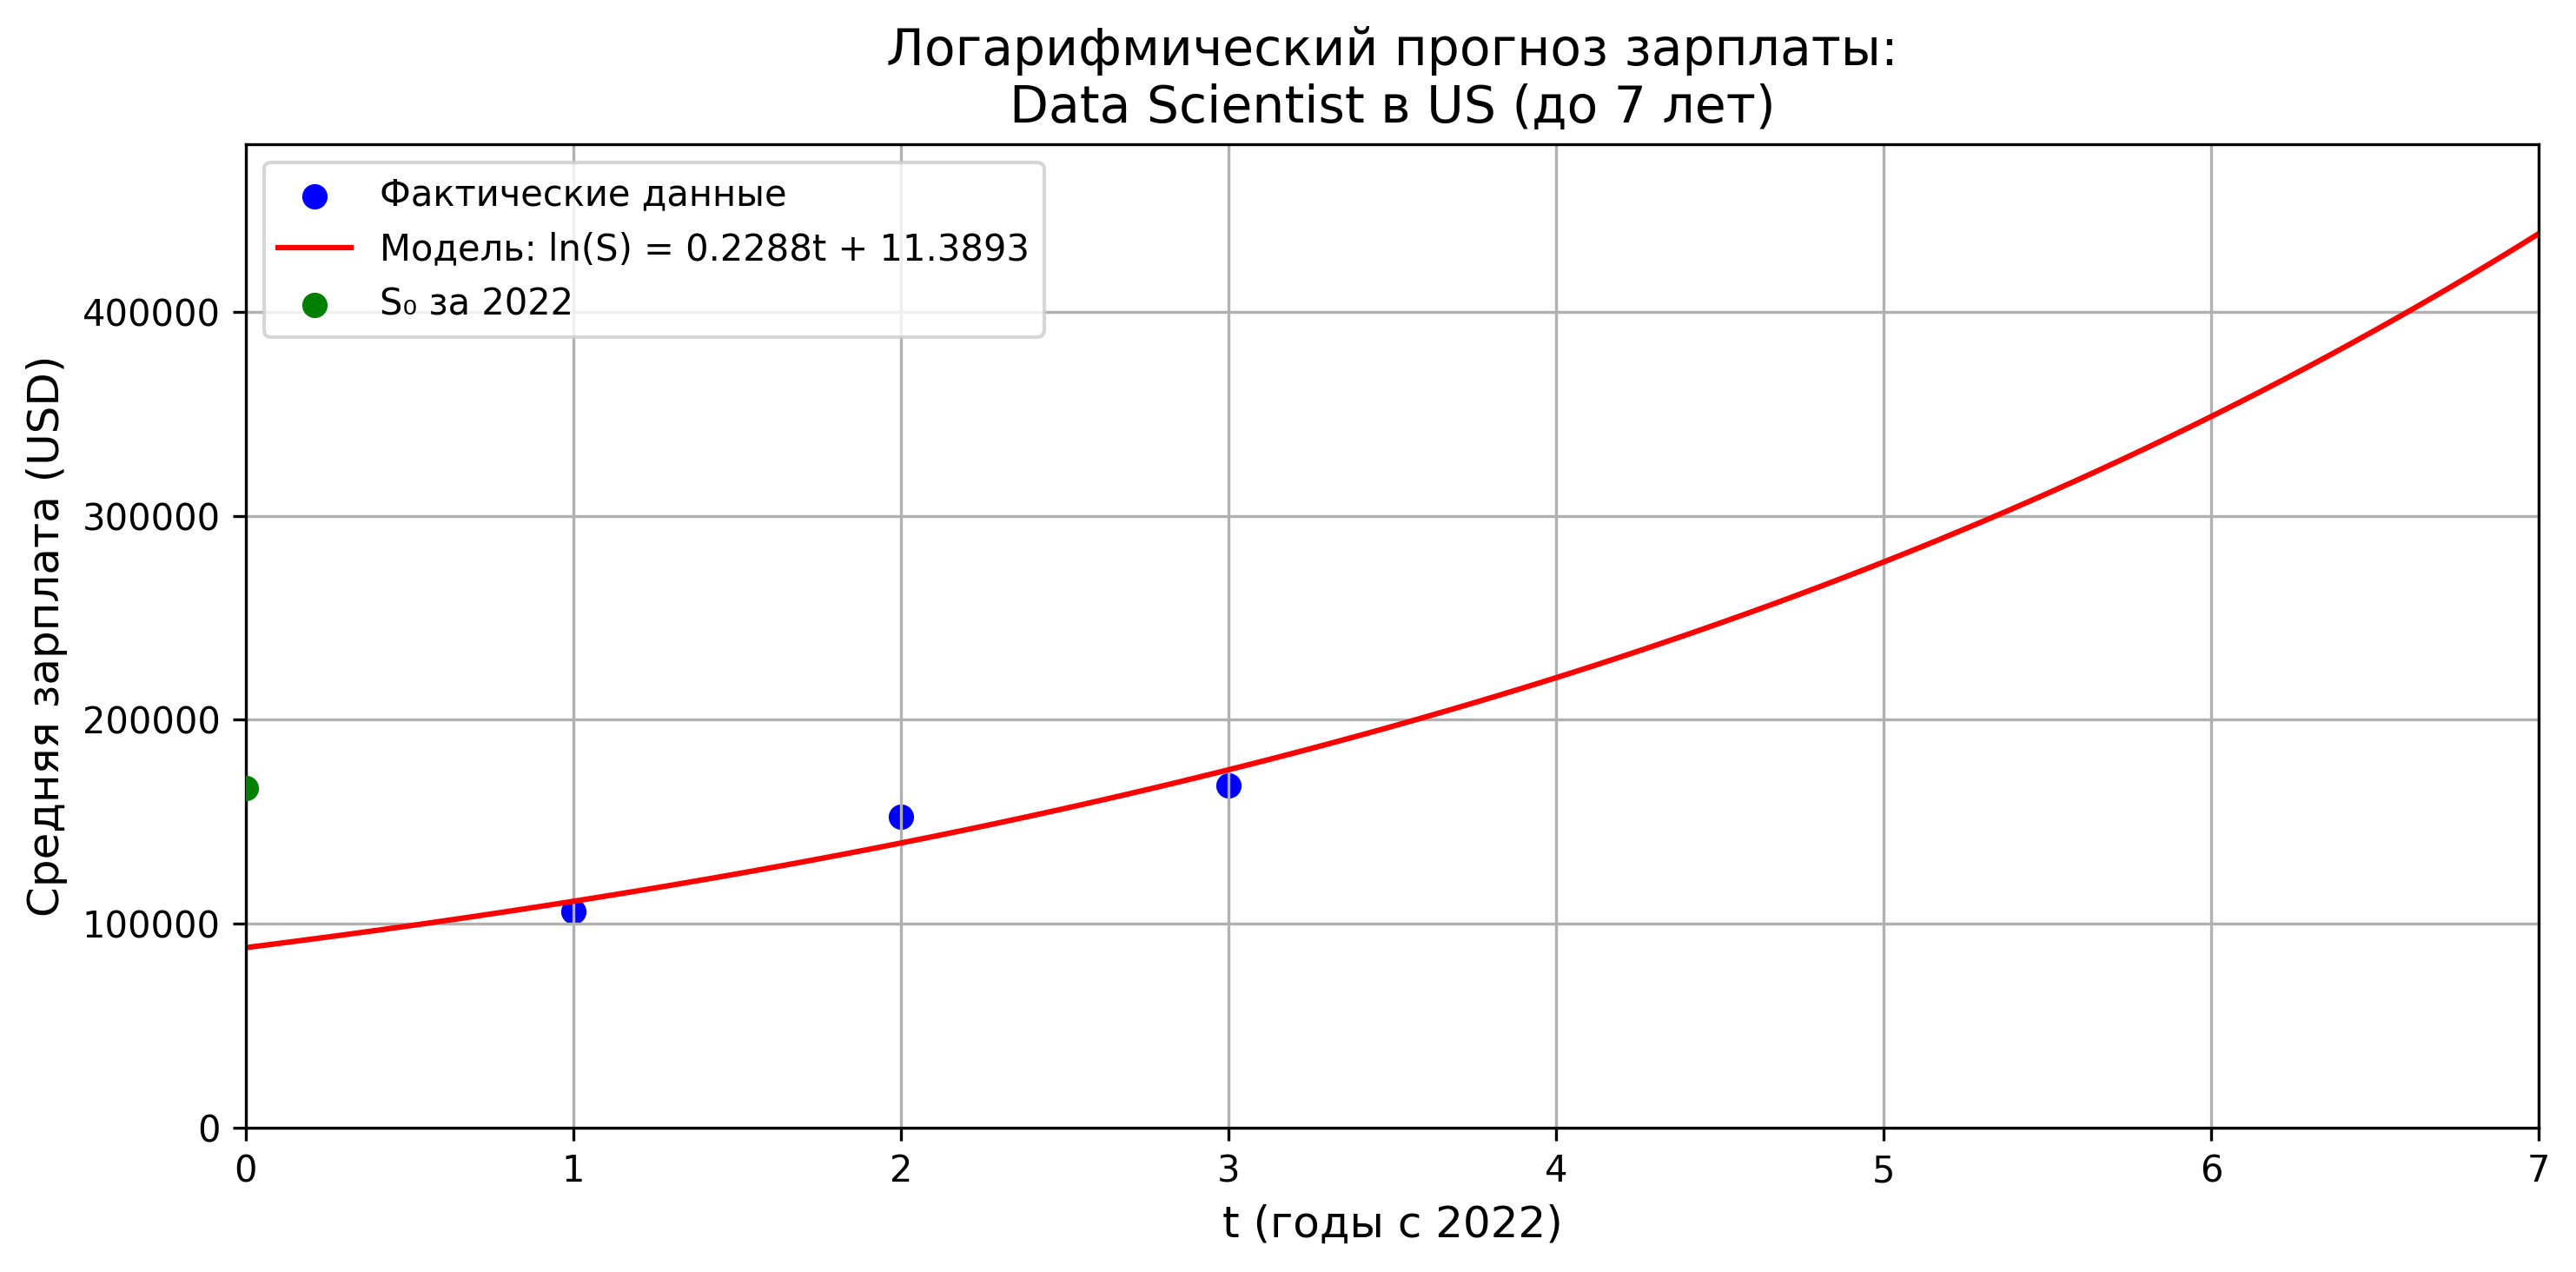 Логарифмический прогноз зарплаты:
Data Scientist в US (до 7 лет)
Фактические данные
Модель: ln(S) = 0.2288t + 11.3893
S₀ за 2022
Средняя зарплата (USD)
400000
300000
200000
100000
0
0 1 2 3 4 5 6 7
t (годы с 2022)